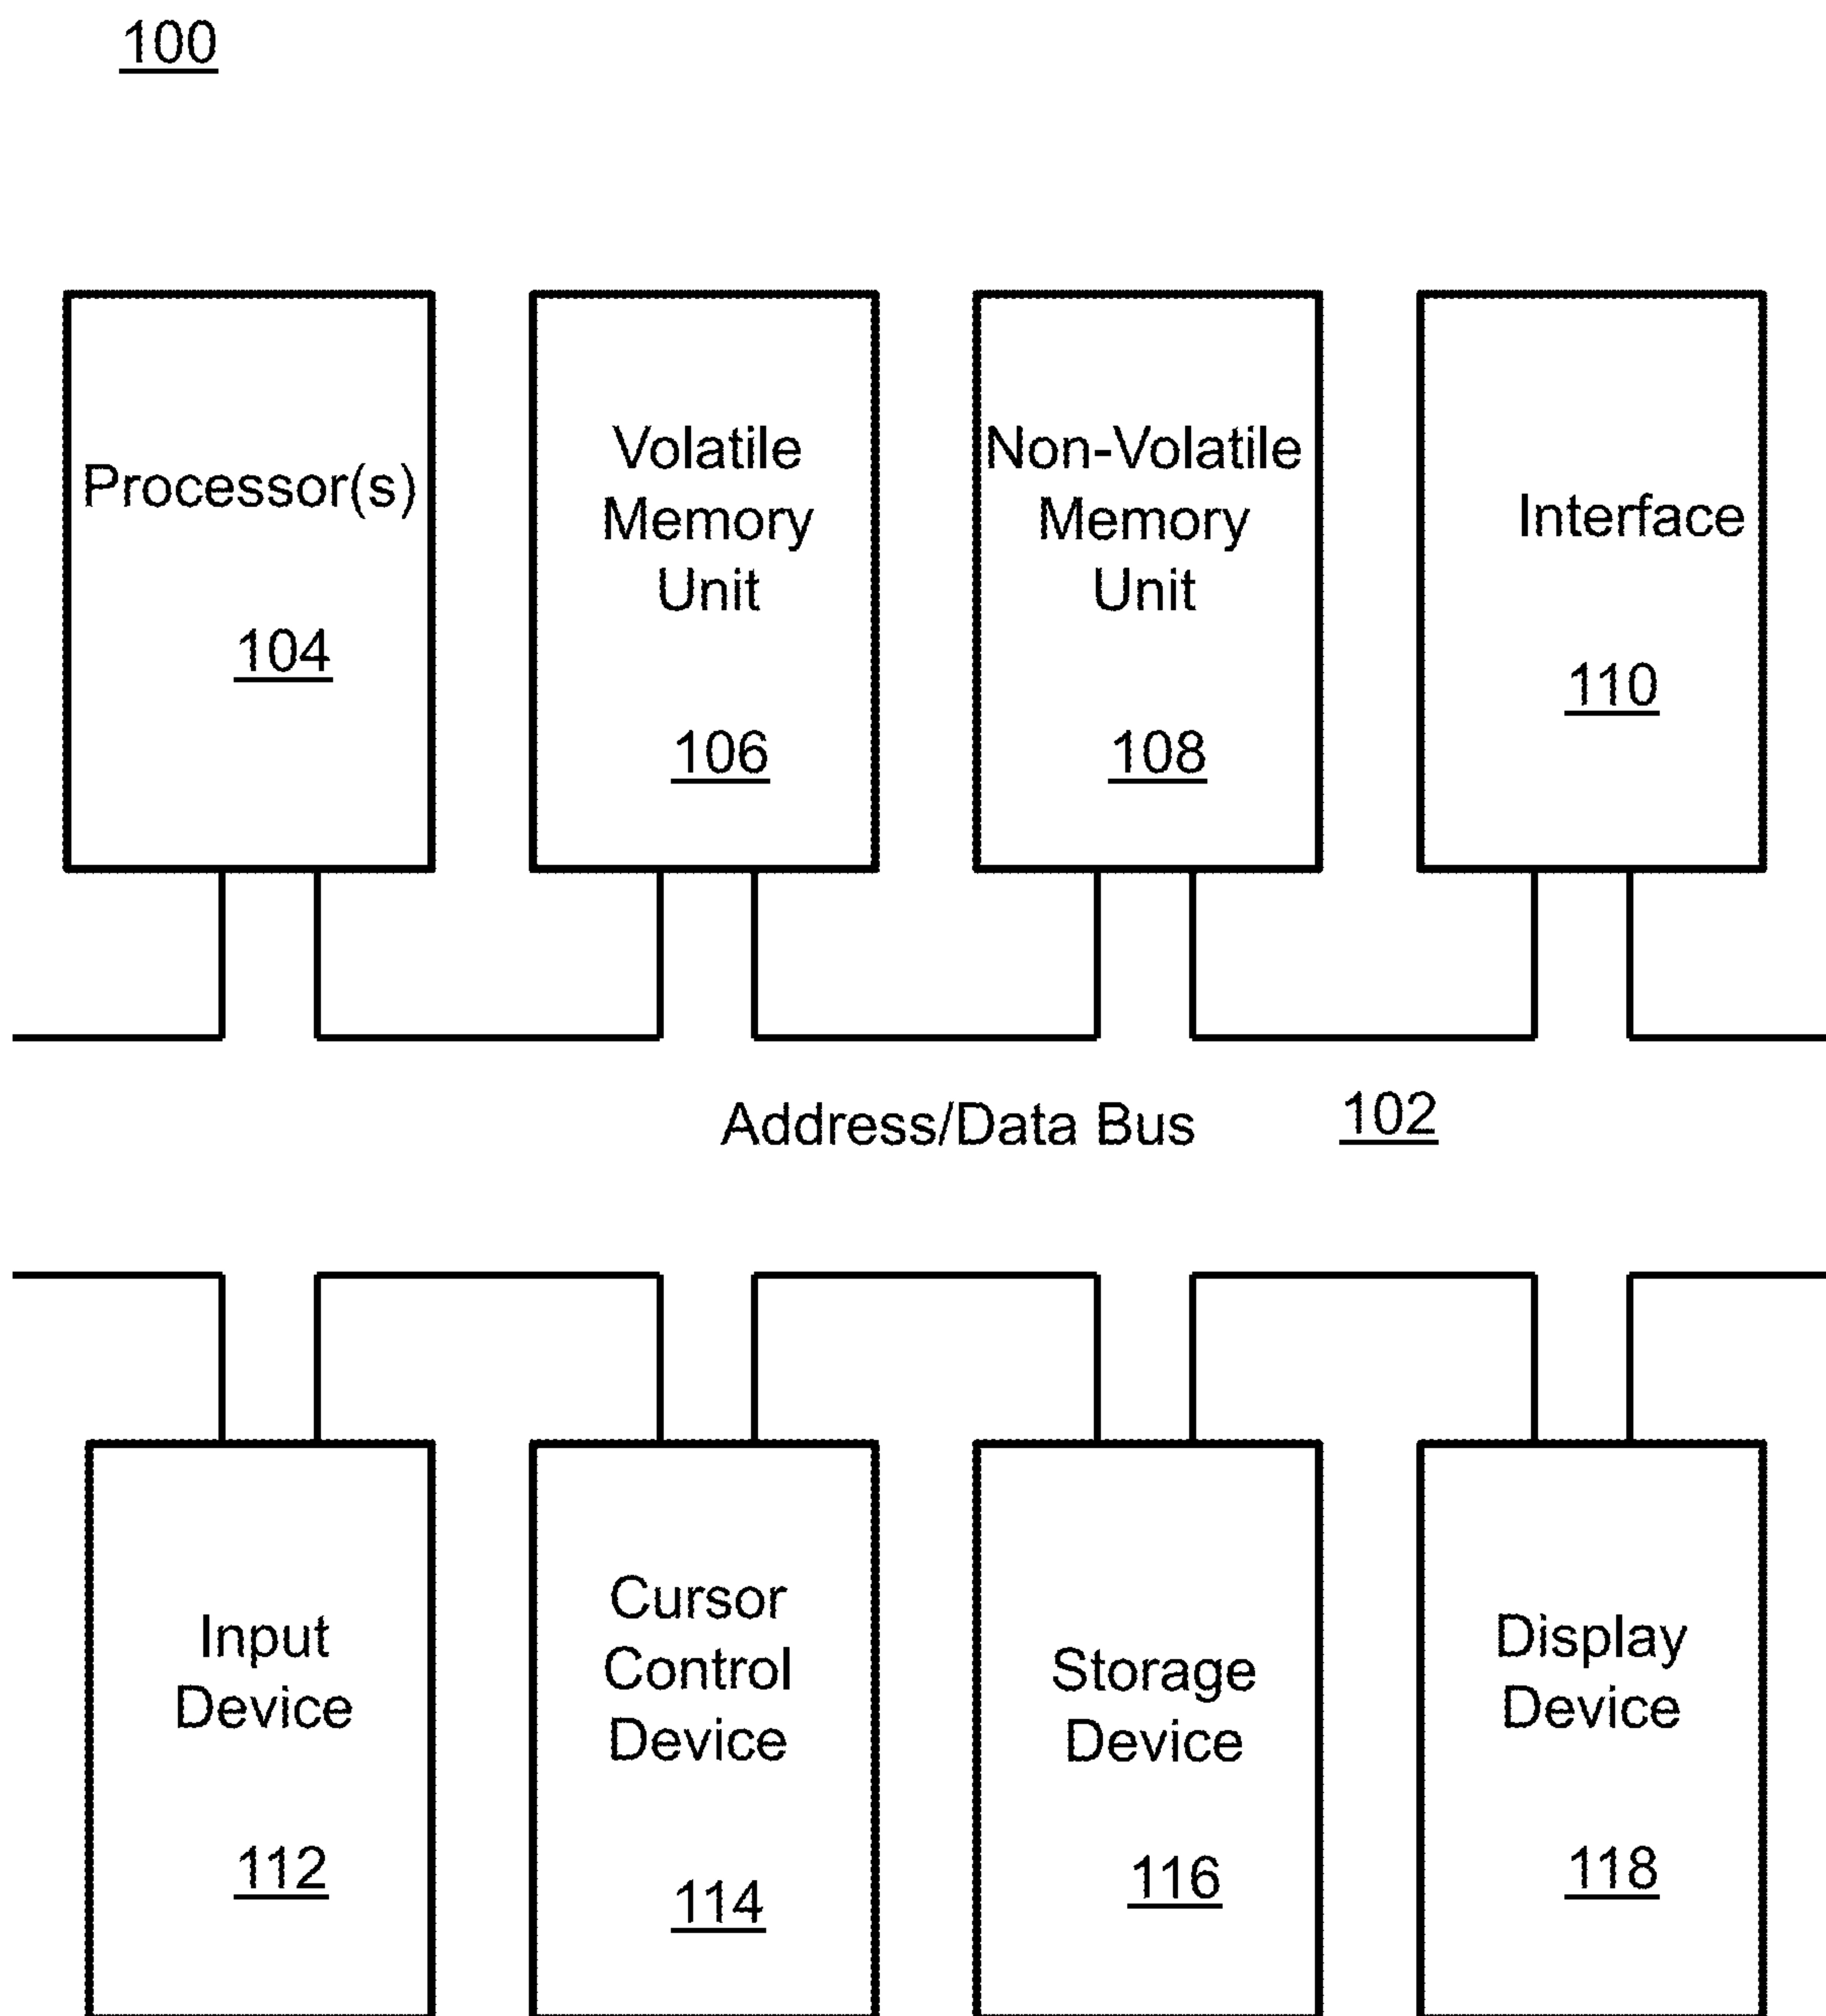 100
Processor(s)
104
Volatile
Memory
Unit
106
Non-Volatile
Memory
Unit
108
Interface
110
Address/Data Bus
102
Input
Device
112
Cursor
Control
Device
114
Storage
Device
116
Display
Device
118